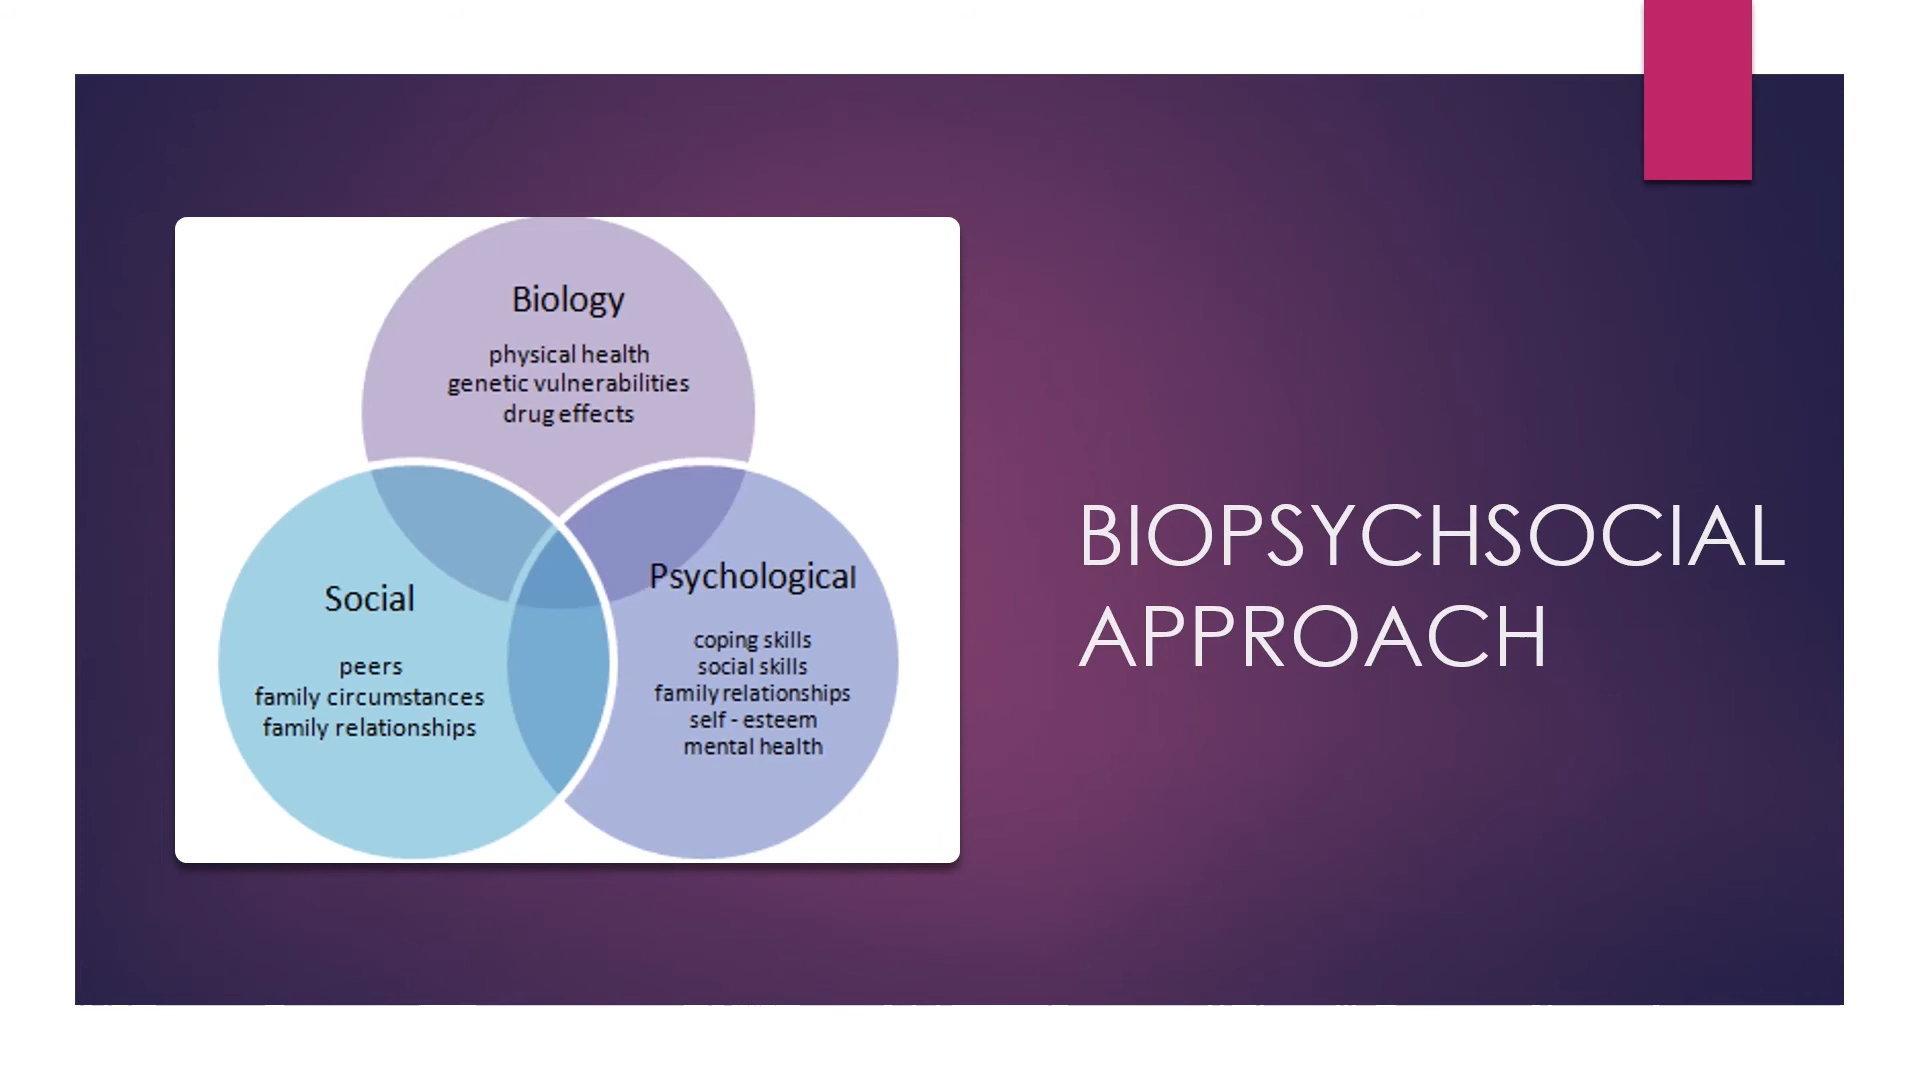 Biology
physical health
genetic vulnerabilities
drug effects
Social
peers
family circumstances
family relationships
Psychological
coping skills
social skills
family relationships
self - esteem
mental health
BIOPSYCHSOCIAL
APPROACH